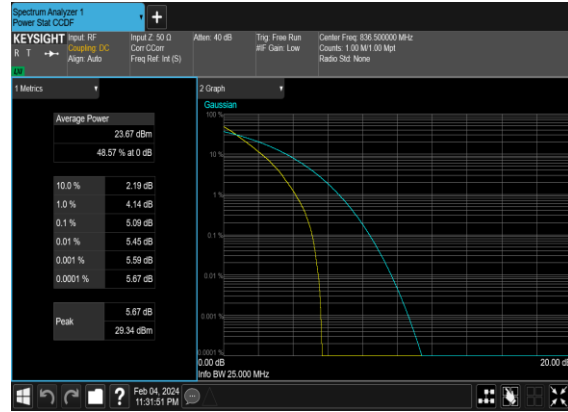 Spectrum Analyzer 1
Power Stat CCDF
KEYSIGHT
R T
LM
Input: RF
Coupling: DC
Align: Auto
Input Z: 50 Ω
Corr CCorr
Freq Ref: Int (S)
Atten: 40 dB
Trig: Free Run
#IF Gain: Low
Center Freq: 836.500000 MHz
Counts: 1.00 M/1.00 Mpt
Radio Std: None
1 Metrics
Average Power
23.67 dBm
48.57 % at 0 dB
10.0 % 2.19 dB
1.0 % 4.14 dB
0.1 % 5.09 dB
0.01 % 5.45 dB
0.001 % 5.59 dB
0.0001 % 5.67 dB
Peak
5.67 dB
29.34 dBm
2 Graph
Gaussian
100 %
10 %
1 %
0.1 %
0.01 %
0.001 %
0.0001 %
0.00 dB
20.00 dB
Info BW 25.000 MHz
?
Feb 04, 2024
11:31:51 PM